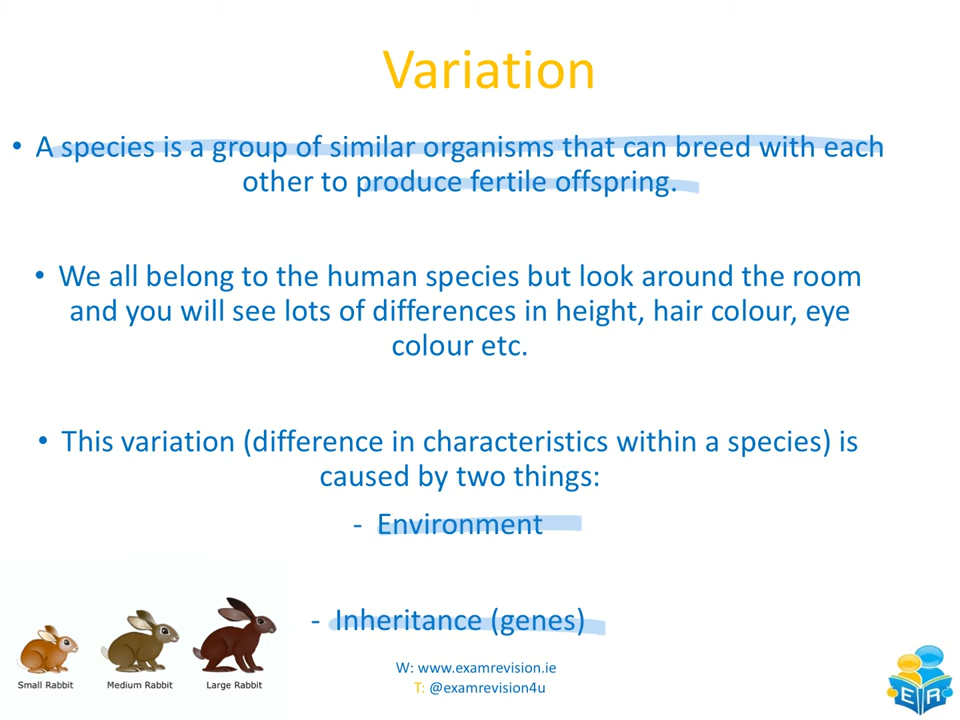 Variation
• A species is a group of similar organisms that can breed with each
other to produce fertile offspring.
• We all belong to the human species but look around the room
and you will see lots of differences in height, hair colour, eye
colour etc.
• This variation (difference in characteristics within a species) is
caused by two things:
- Environment
- Inheritance (genes)
Small Rabbit
Medium Rabbit
Large Rabbit
W: www.examrevision.ie
T: @examrevision4u
E R